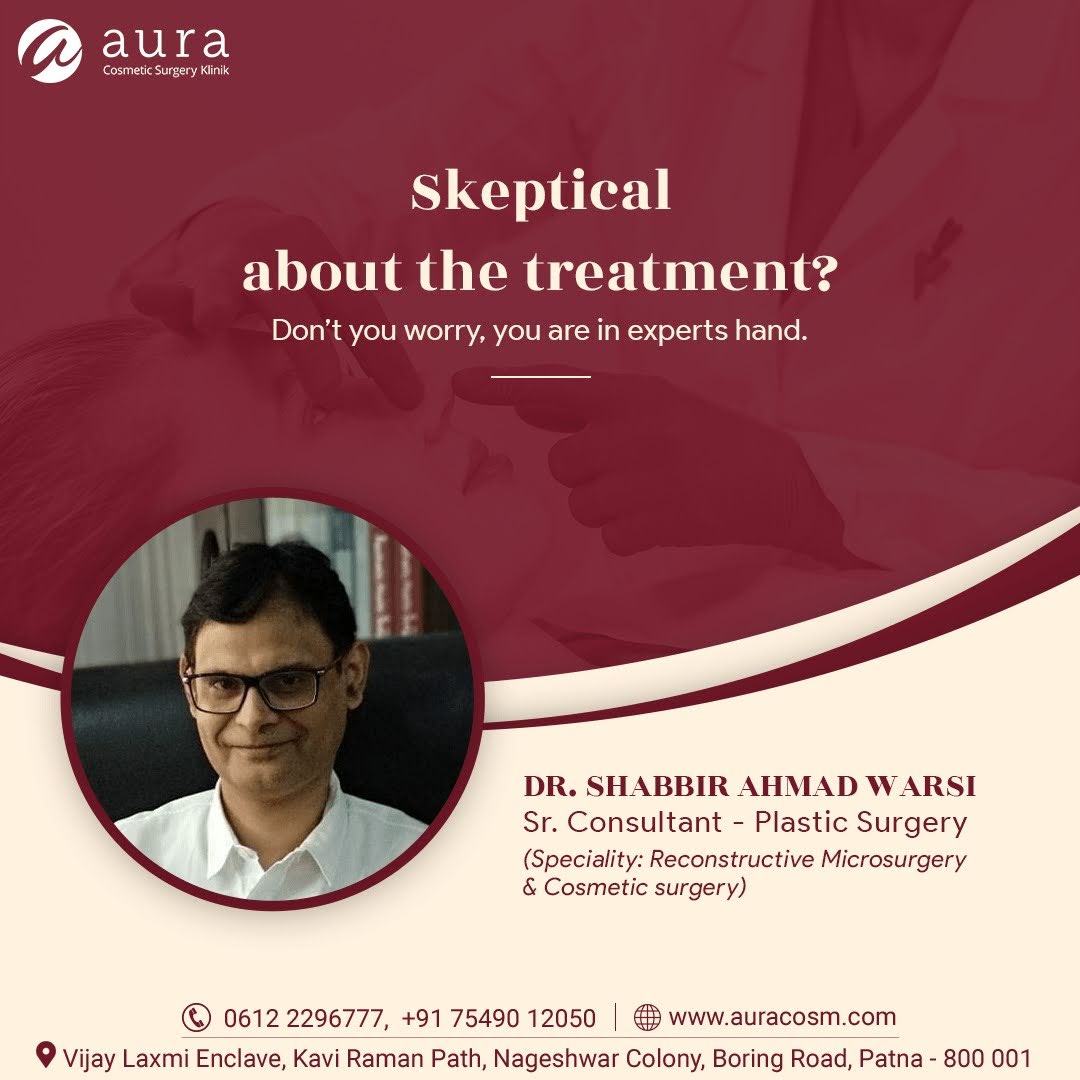 aura
Cosmetic Surgery Klinik
Skeptical
about the treatment?
Don't you worry, you are in experts hand.
DR. SHABBIR AHMAD WARSI
Sr. Consultant - Plastic Surgery
(Speciality: Reconstructive Microsurgery
& Cosmetic surgery)
0612 2296777, +91 75490 12050 | www.auracosm.com
Vijay Laxmi Enclave, Kavi Raman Path, Nageshwar Colony, Boring Road, Patna - 800 001